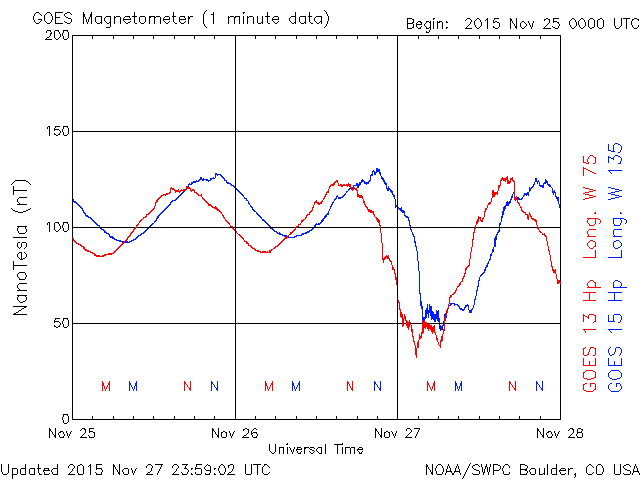 GOES Magnetometer (1 minute data)
Begin: 2015 Nov 25 0000 UTC
200
150
100
50
0
NanoTesla (nT)
M M N N M M N N M M N N
Nov 25 Nov 26 Nov 27 Nov 28
Universal Time
GOES 13 Hp Long. W 75
GOES 15 Hp Long. W 135
Updated 2015 Nov 27 23:59:02 UTC
NOAA/SWPC Boulder, CO USA